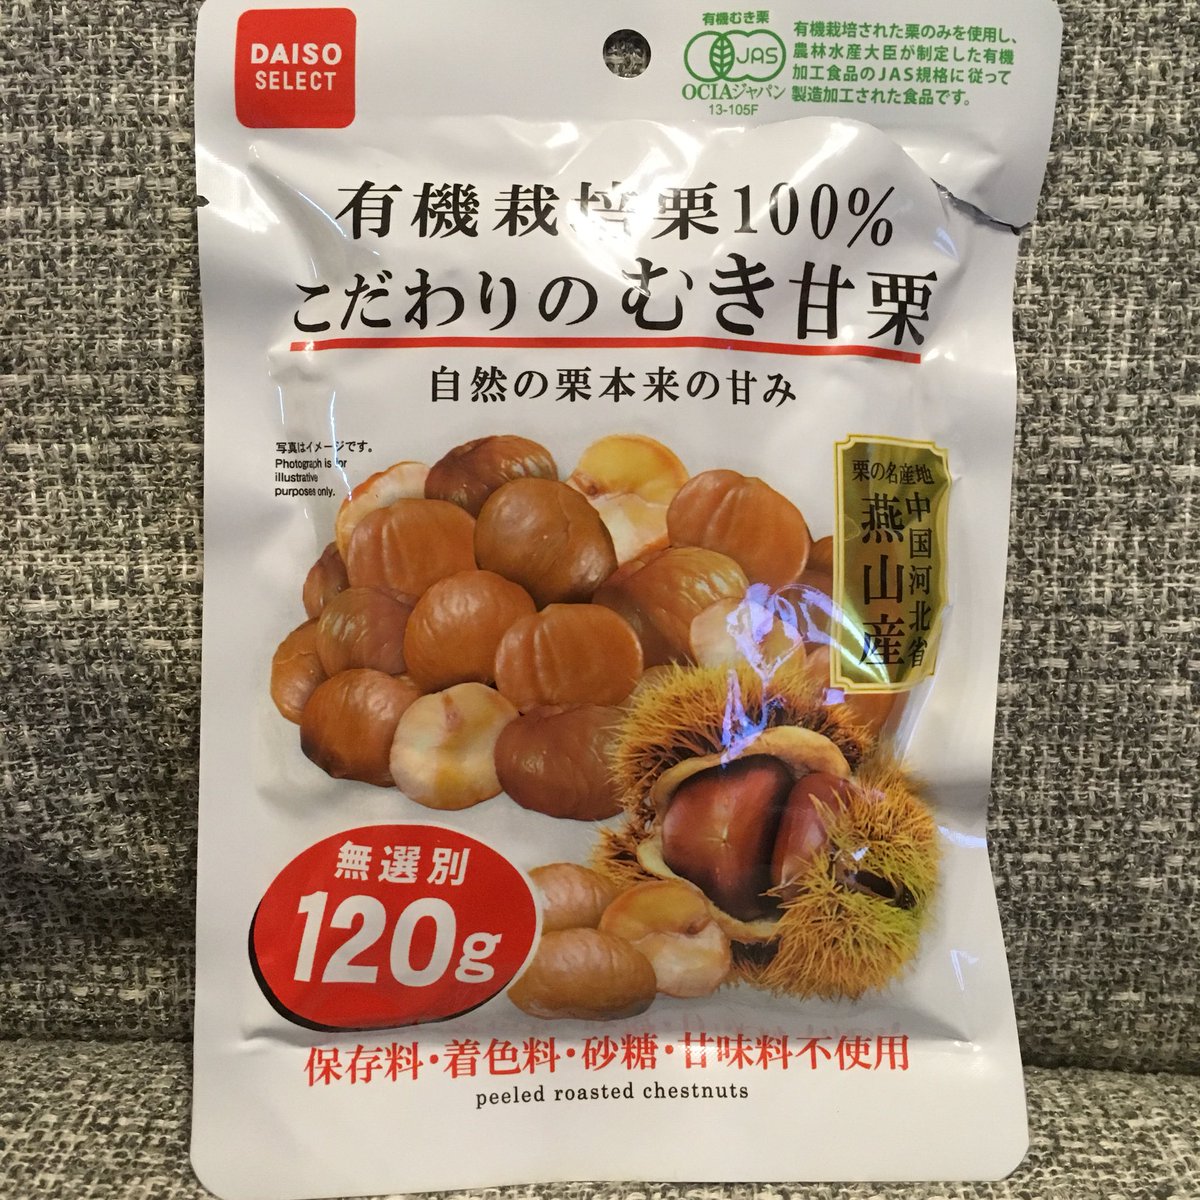 DAISO
SELECT
有機むき栗
JAS
OCIAジャパン
13-105F
有機栽培された栗のみを使用し、
農林水産大臣が制定した有機
加工食品のJAS規格に従って
製造加工された食品です。
有機栽培栗100%
こだわりのむき甘栗
自然の栗本来の甘み
写真はイメージです。
Photograph is for
illustrative
purposes only.
栗の名産地
中国河北省
燕山産
無選別
120g
保存料・着色料・砂糖・甘味料不使用
peeled roasted chestnuts